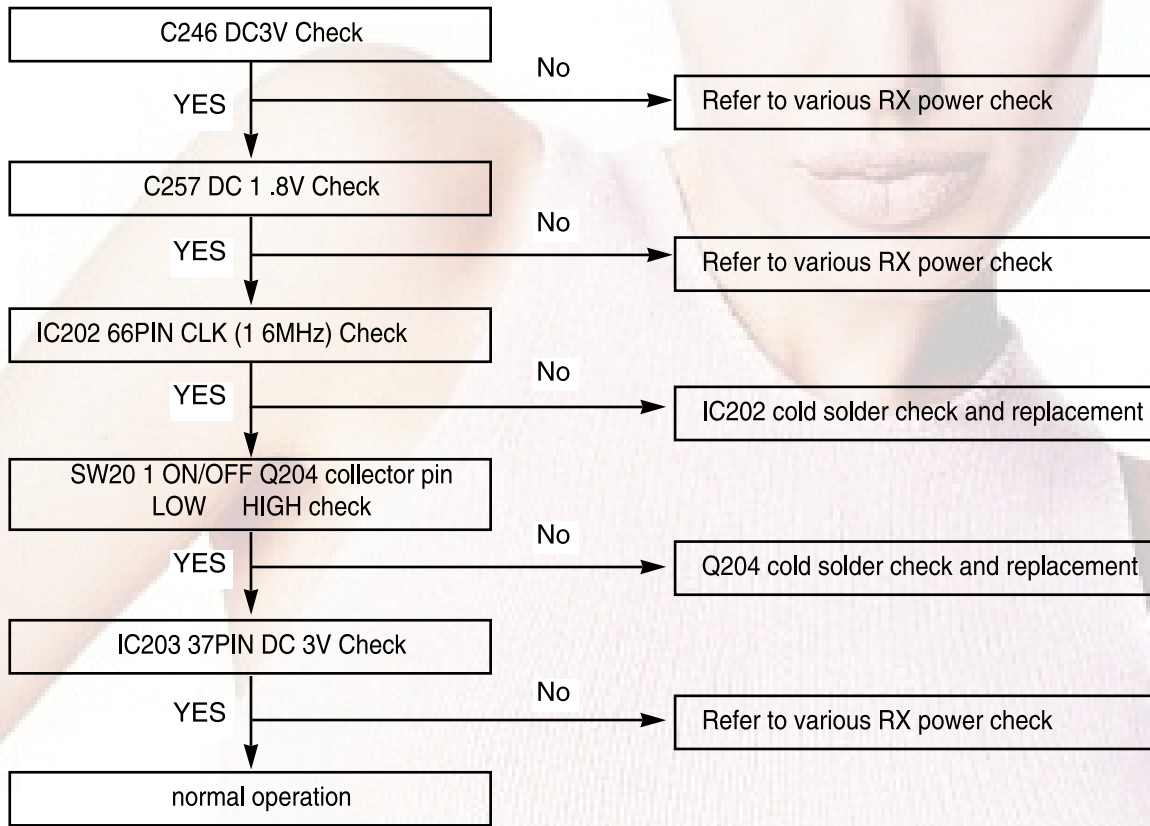 C246 DC3V Check
No
YES
Refer to various RX power check
C257 DC 1 .8V Check
No
YES
Refer to various RX power check
IC202 66PIN CLK (1 6MHz) Check
No
YES
IC202 cold solder check and replacement
SW20 1 ON/OFF Q204 collector pin
LOW HIGH check
No
YES
Q204 cold solder check and replacement
IC203 37PIN DC 3V Check
No
YES
Refer to various RX power check
normal operation